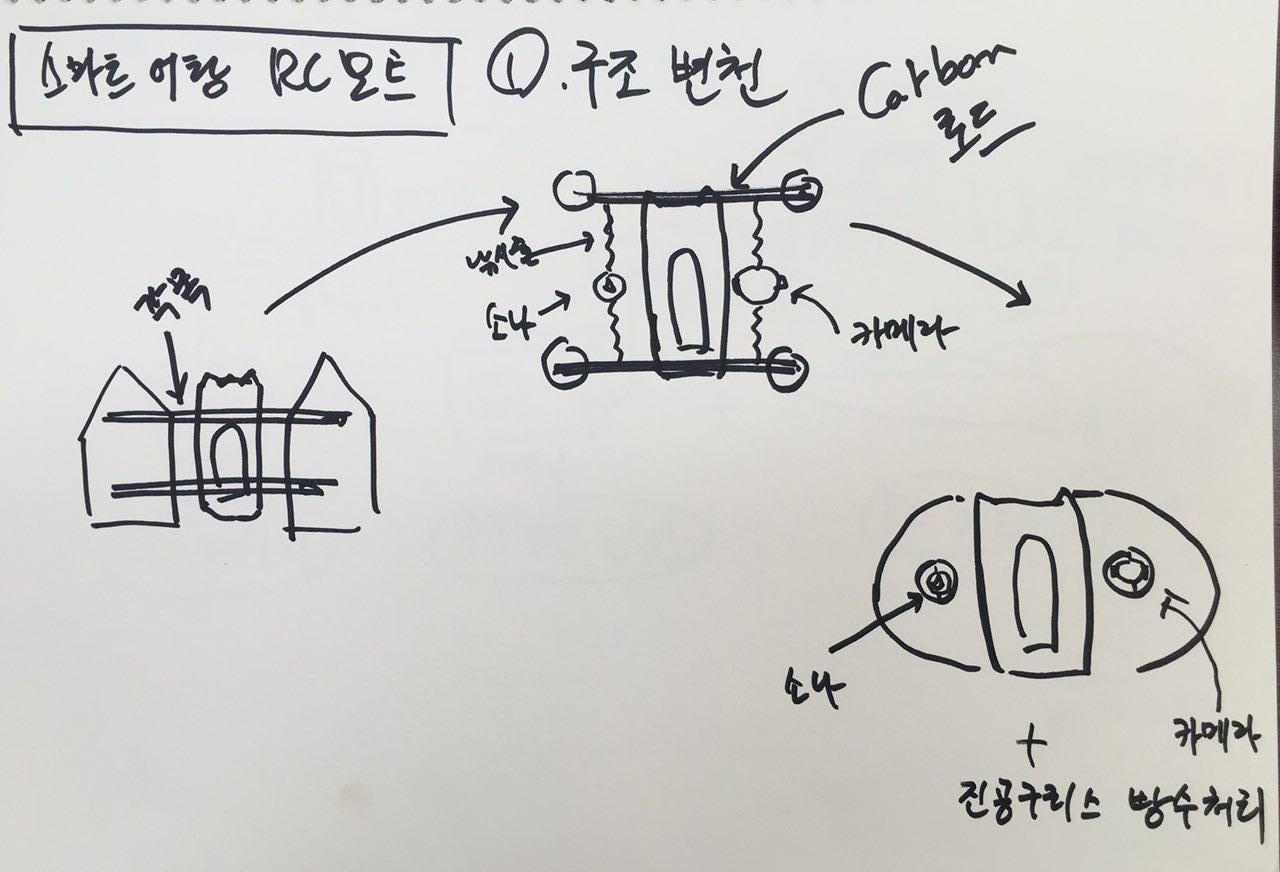 스마트 어탐 RC보트
①. 구조 변천
Carbon
로드
각목
낚시줄
소나
카메라
소나
카메라
+
진공구리스 방수처리